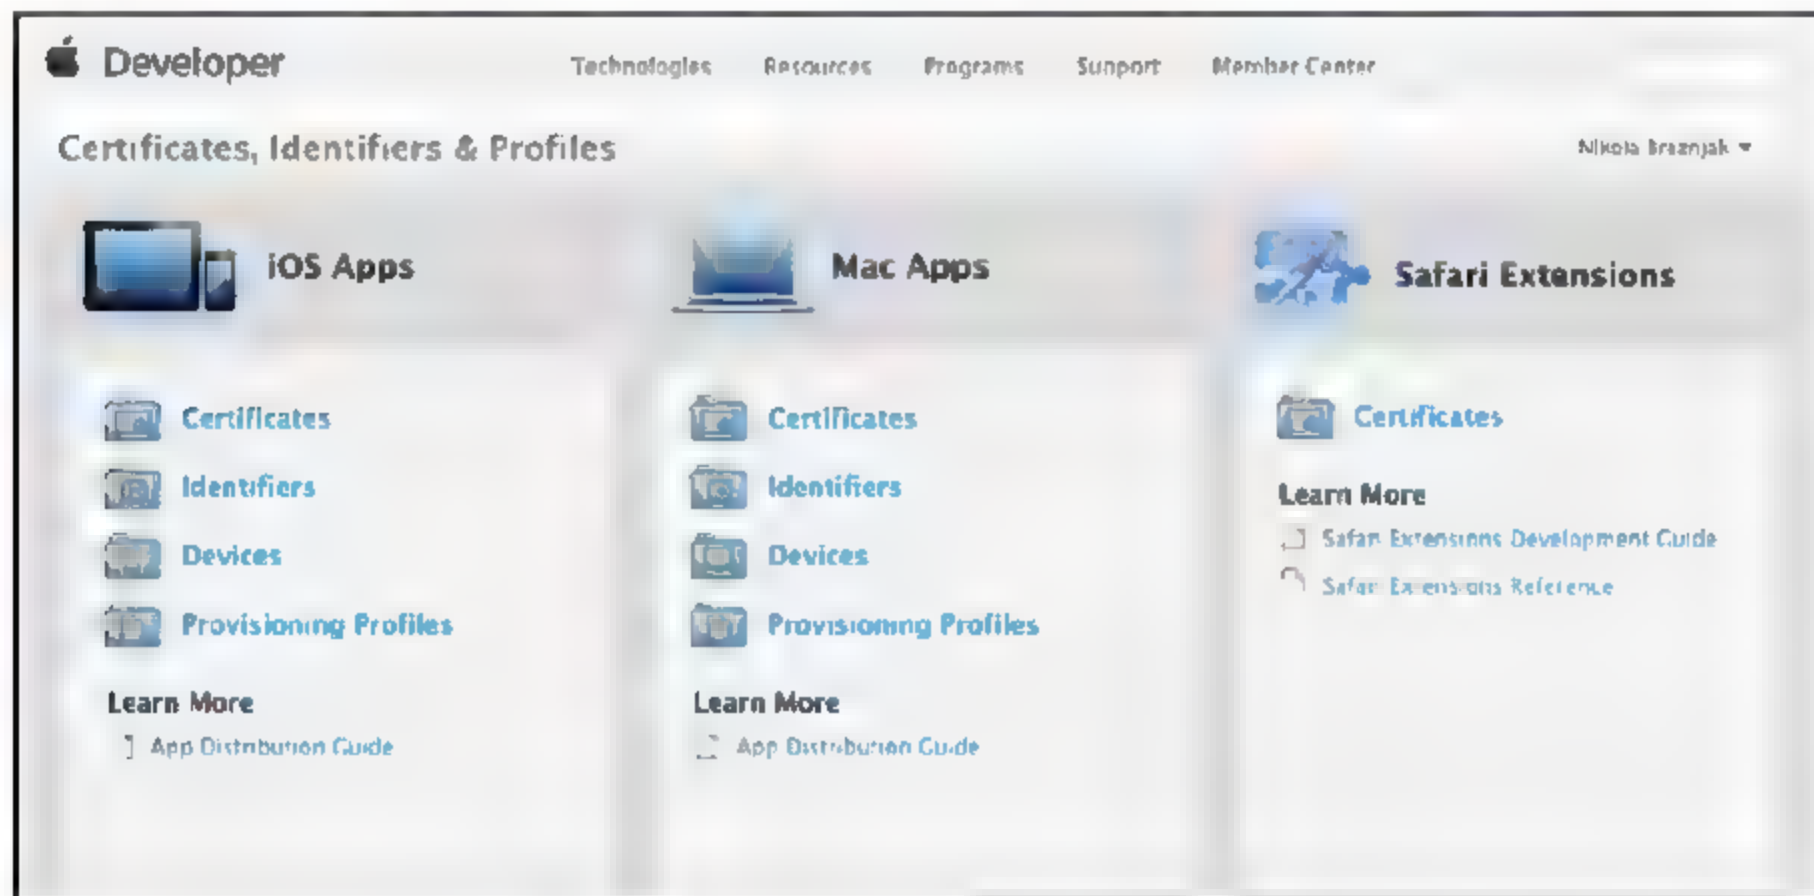 Developer Technologies Resources Programs Support Member Center
Certificates, Identifiers & Profiles
Nikola Breznjak
iOS Apps
Certificates
Identifiers
Devices
Provisioning Profiles
Learn More
App Distribution Guide
Mac Apps
Certificates
Identifiers
Devices
Provisioning Profiles
Learn More
App Distribution Guide
Safari Extensions
Certificates
Learn More
Safari Extensions Development Guide
Safari Extensions Reference